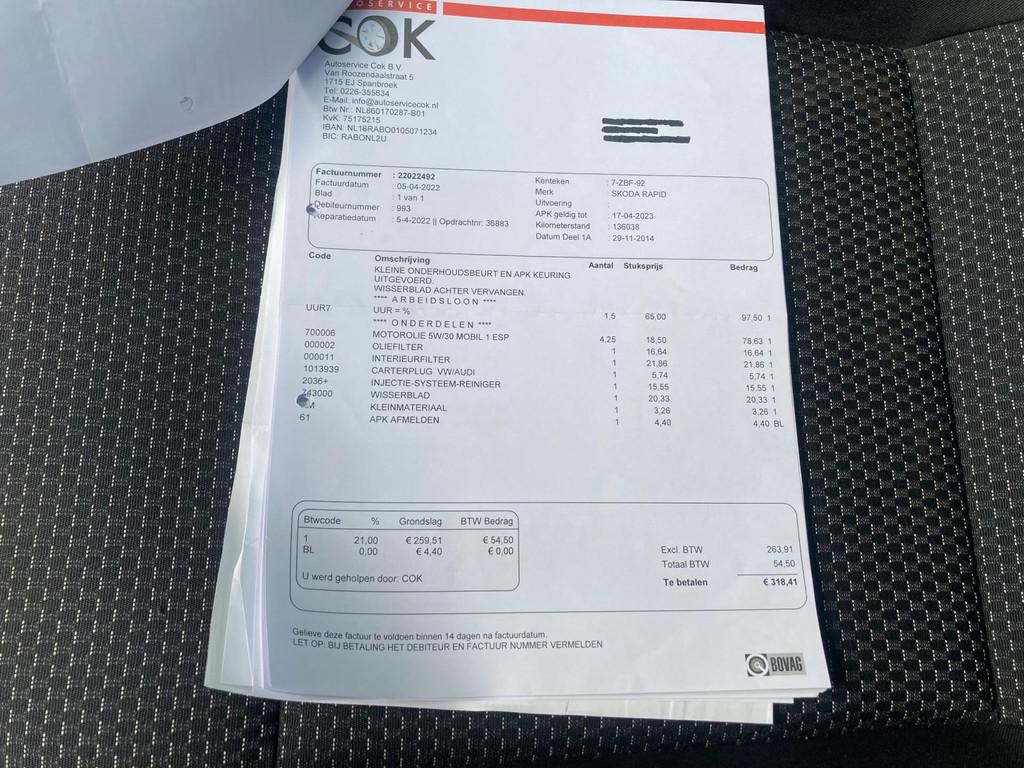 OSERVICE
COK
Autoservice Cok B.V.
Van Roozendaalstraat 5
1715 EJ Spanbroek
Tel: 0226-355634
E-Mail: info@autoservicecok.nl
Btw Nr.: NL860170287-B01
KvK: 75175215
IBAN: NL16RABO0105071234
BIC: RABONL2U
Factuurnummer : 22022492
Factuurdatum : 05-04-2022
Blad : 1 van 1
Debiteurnummer : 993
Reparatiedatum : 5-4-2022 || Opdrachtnr: 36883
Kenteken : 7-ZBF-92
Merk : SKODA RAPID
Uitvoering :
APK geldig tot : 17-04-2023
Kilometerstand : 136038
Datum Deel 1A : 29-11-2014
Code Omschrijving Aantal Stuksprijs Bedrag
KLEINE ONDERHOUDSBEURT EN APK KEURING
UITGEVOERD.
WISSERBLAD ACHTER VERVANGEN.
**** A R B E I D S L O O N ****
UUR7 UUR = % 1,5 65,00 97,50 1
**** O N D E R D E L E N ****
700006 MOTOROLIE 5W/30 MOBIL 1 ESP 4,25 18,50 78,63 1
000002 OLIEFILTER 1 16,64 16,64 1
000011 INTERIEURFILTER 1 21,86 21,86 1
1013939 CARTERPLUG VW/AUDI 1 5,74 5,74 1
2036+ INJECTIE-SYSTEEM-REINIGER 1 15,55 15,55 1
743000 WISSERBLAD 1 20,33 20,33 1
KLEINMATERIAAL 1 3,26 3,26 1
61 APK AFMELDEN 1 4,40 4,40 BL
Btwcode % Grondslag BTW Bedrag
1 21,00 € 259,51 € 54,50
BL 0,00 € 4,40 € 0,00
U werd geholpen door: COK
Excl. BTW 263,91
Totaal BTW 54,50
Te betalen € 318,41
Gelieve deze factuur te voldoen binnen 14 dagen na factuurdatum.
LET OP: BIJ BETALING HET DEBITEUR EN FACTUUR NUMMER VERMELDEN
BOVAG